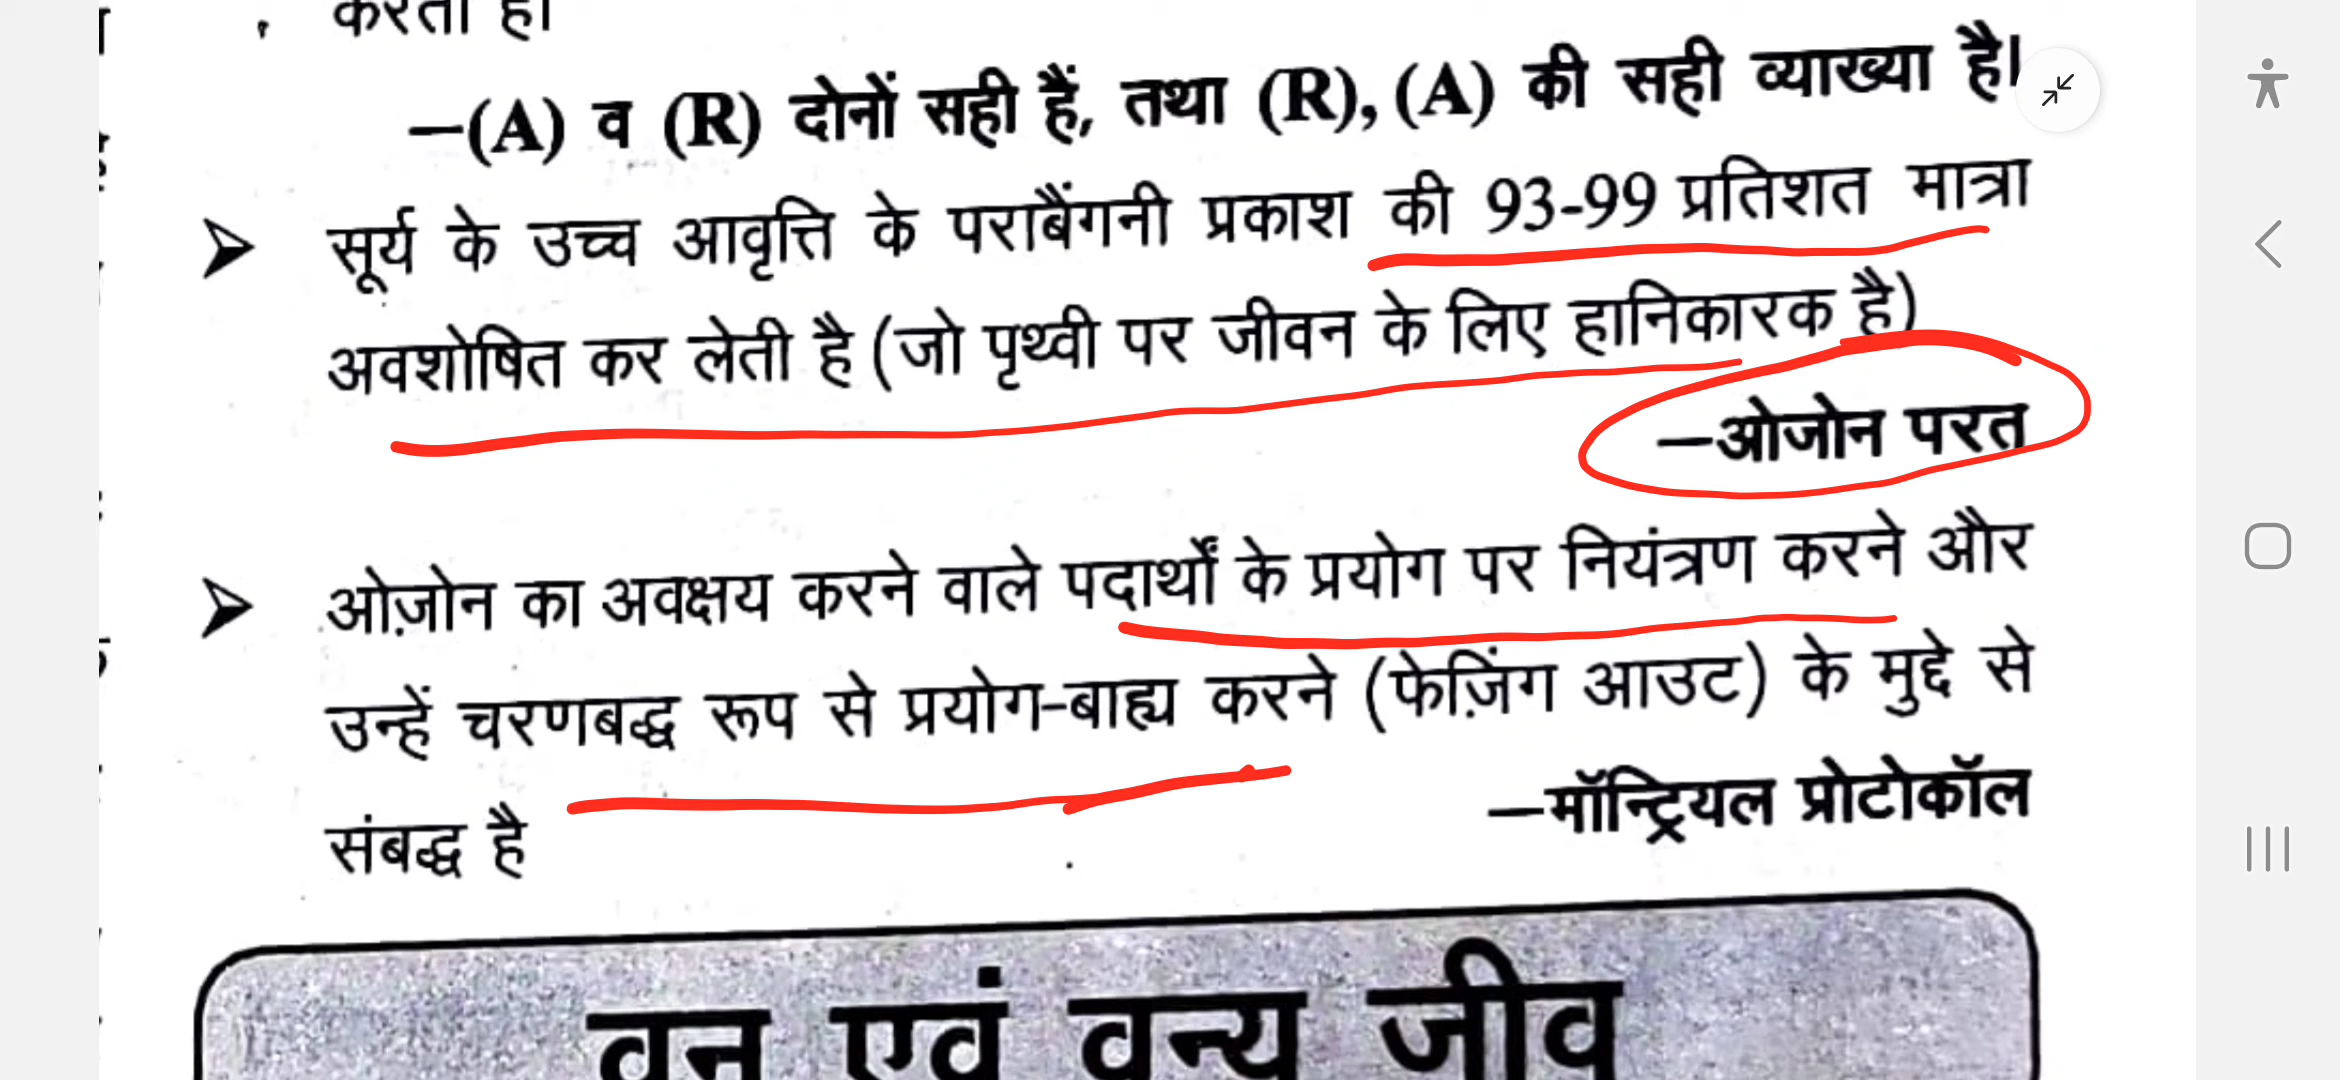 करता है।
—(A) व (R) दोनों सही हैं, तथा (R), (A) की सही व्याख्या है।
➢ सूर्य के उच्च आवृत्ति के पराबैंगनी प्रकाश की 93-99 प्रतिशत मात्रा
अवशोषित कर लेती है (जो पृथ्वी पर जीवन के लिए हानिकारक है)
—ओजोन परत
➢ ओज़ोन का अवक्षय करने वाले पदार्थों के प्रयोग पर नियंत्रण करने और
उन्हें चरणबद्ध रूप से प्रयोग-बाह्य करने (फेज़िंग आउट) के मुद्दे से
संबद्ध है —मॉन्ट्रियल प्रोटोकॉल
वन एवं वन्य जीव